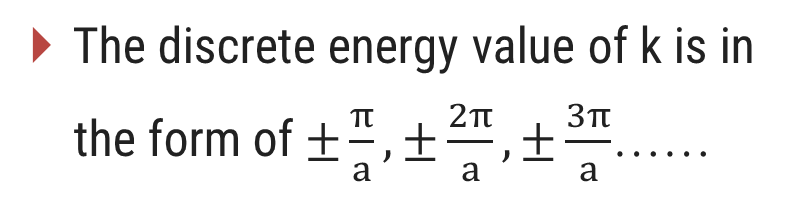 The discrete energy value of k is in
the form of ± π/a, ± 2π/a, ± 3π/a......